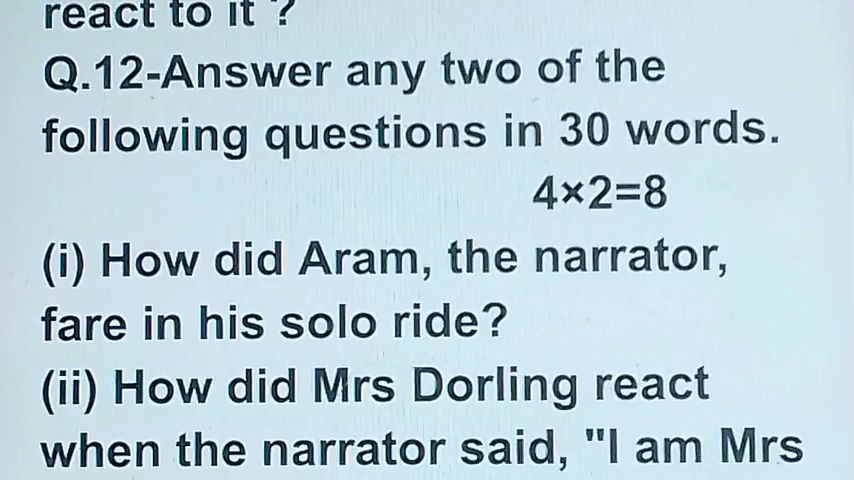 react to it ?
Q.12-Answer any two of the
following questions in 30 words.
4×2=8
(i) How did Aram, the narrator,
fare in his solo ride?
(ii) How did Mrs Dorling react
when the narrator said, "I am Mrs